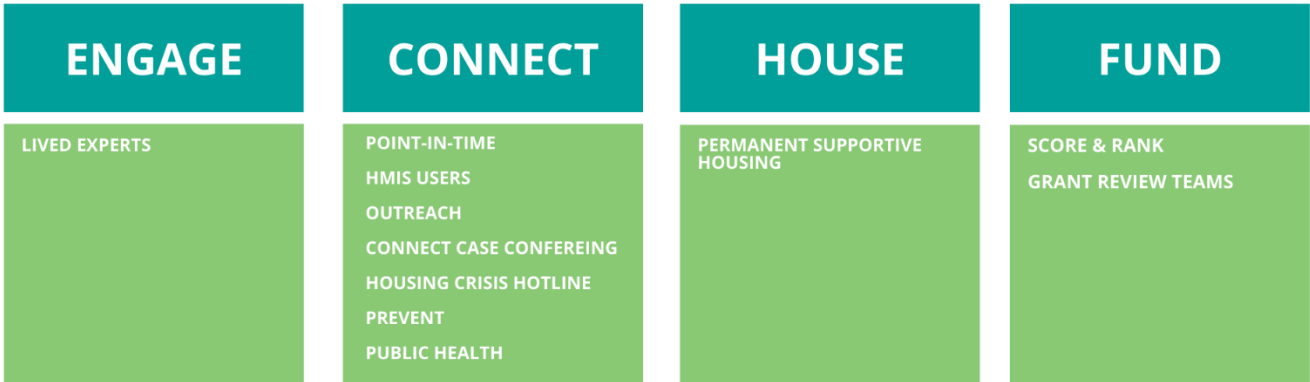 ENGAGE
LIVED EXPERTS
CONNECT
POINT-IN-TIME
HMIS USERS
OUTREACH
CONNECT CASE CONFEREING
HOUSING CRISIS HOTLINE
PREVENT
PUBLIC HEALTH
HOUSE
PERMANENT SUPPORTIVE
HOUSING
FUND
SCORE & RANK
GRANT REVIEW TEAMS